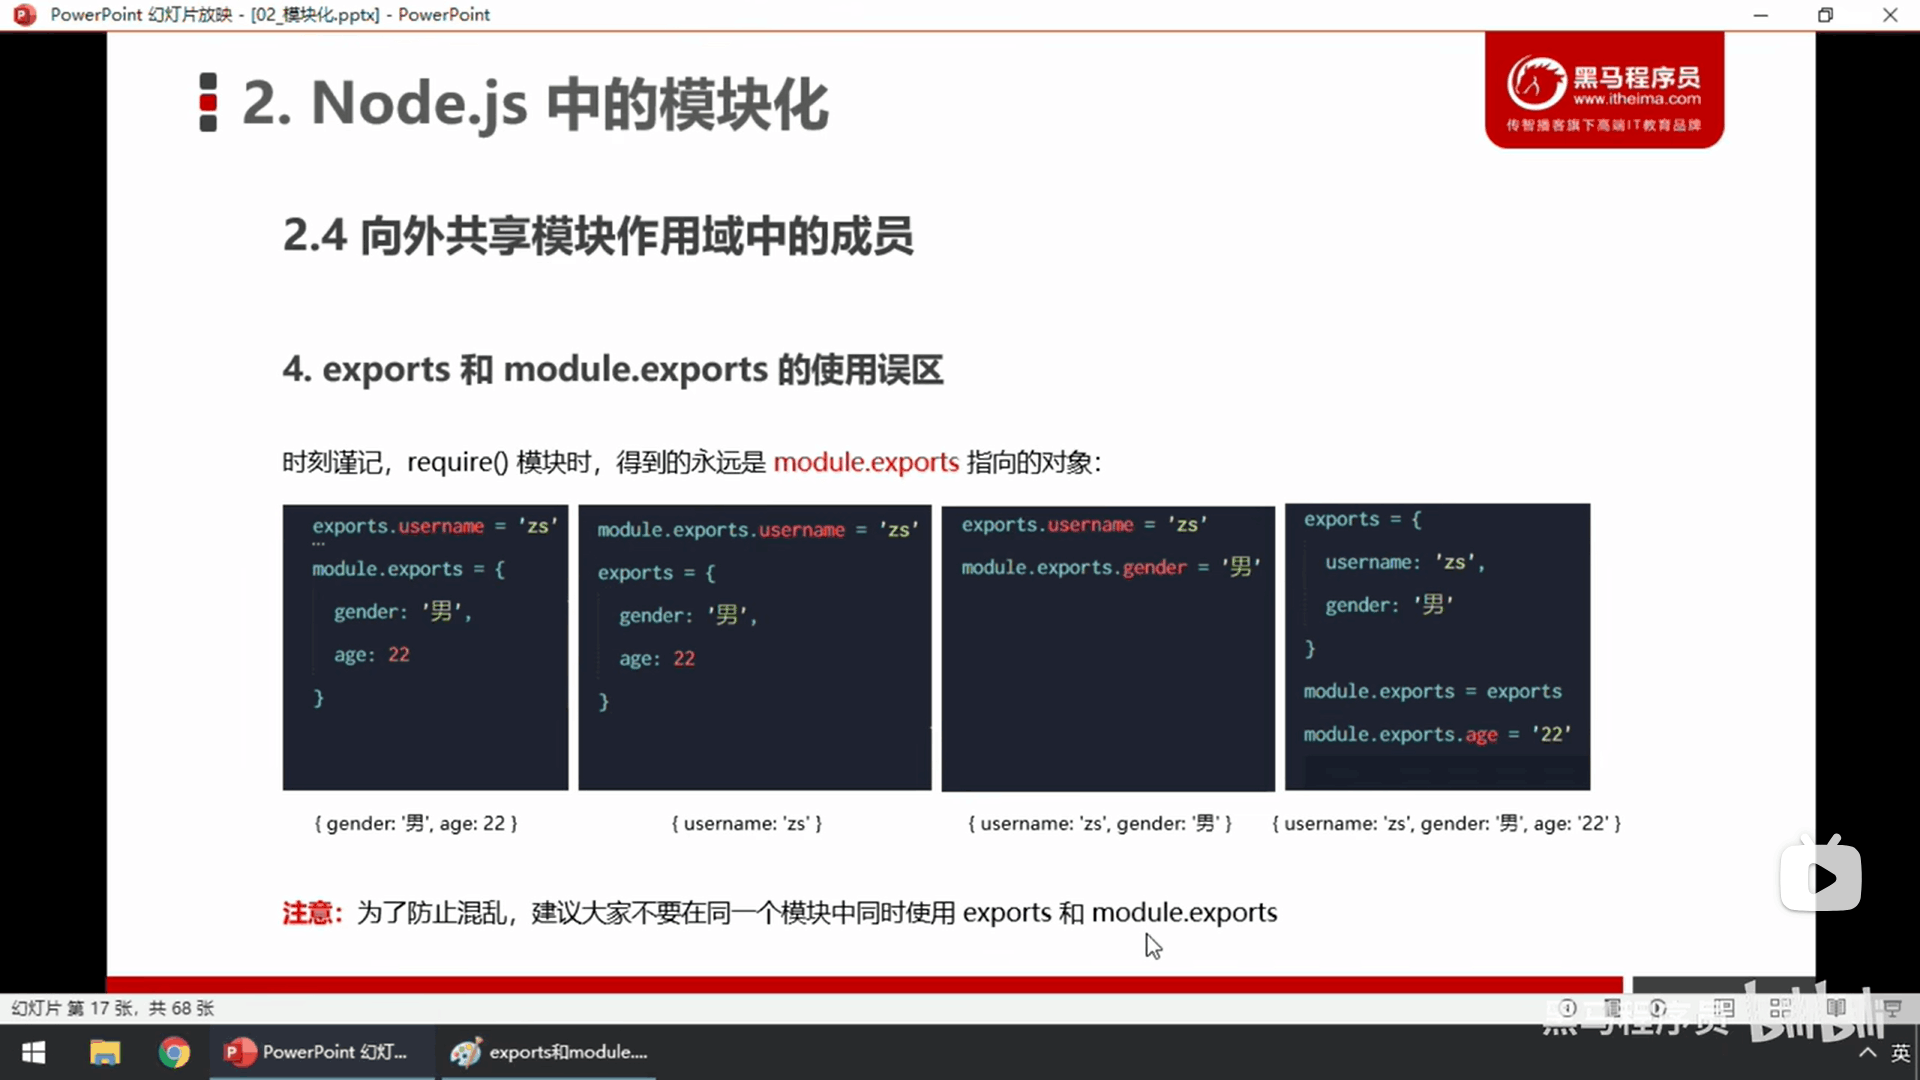 PowerPoint 幻灯片放映 - [02_模块化.pptx] - PowerPoint
2. Node.js 中的模块化
黑马程序员
www.itheima.com
传智播客旗下高端IT教育品牌
2.4 向外共享模块作用域中的成员
4. exports 和 module.exports 的使用误区
时刻谨记，require() 模块时，得到的永远是 module.exports 指向的对象：
exports.username = 'zs'
module.exports = {
gender: '男',
age: 22
}
module.exports.username = 'zs'
exports = {
gender: '男',
age: 22
}
exports.username = 'zs'
module.exports.gender = '男'
exports = {
username: 'zs',
gender: '男'
}
module.exports = exports
module.exports.age = '22'
{ gender: '男', age: 22 }
{ username: 'zs' }
{ username: 'zs', gender: '男' }
{ username: 'zs', gender: '男', age: '22' }
注意：为了防止混乱，建议大家不要在同一个模块中同时使用 exports 和 module.exports
幻灯片 第 17 张，共 68 张
黑马程序员 bilibili
PowerPoint 幻灯...
exports和module....
英